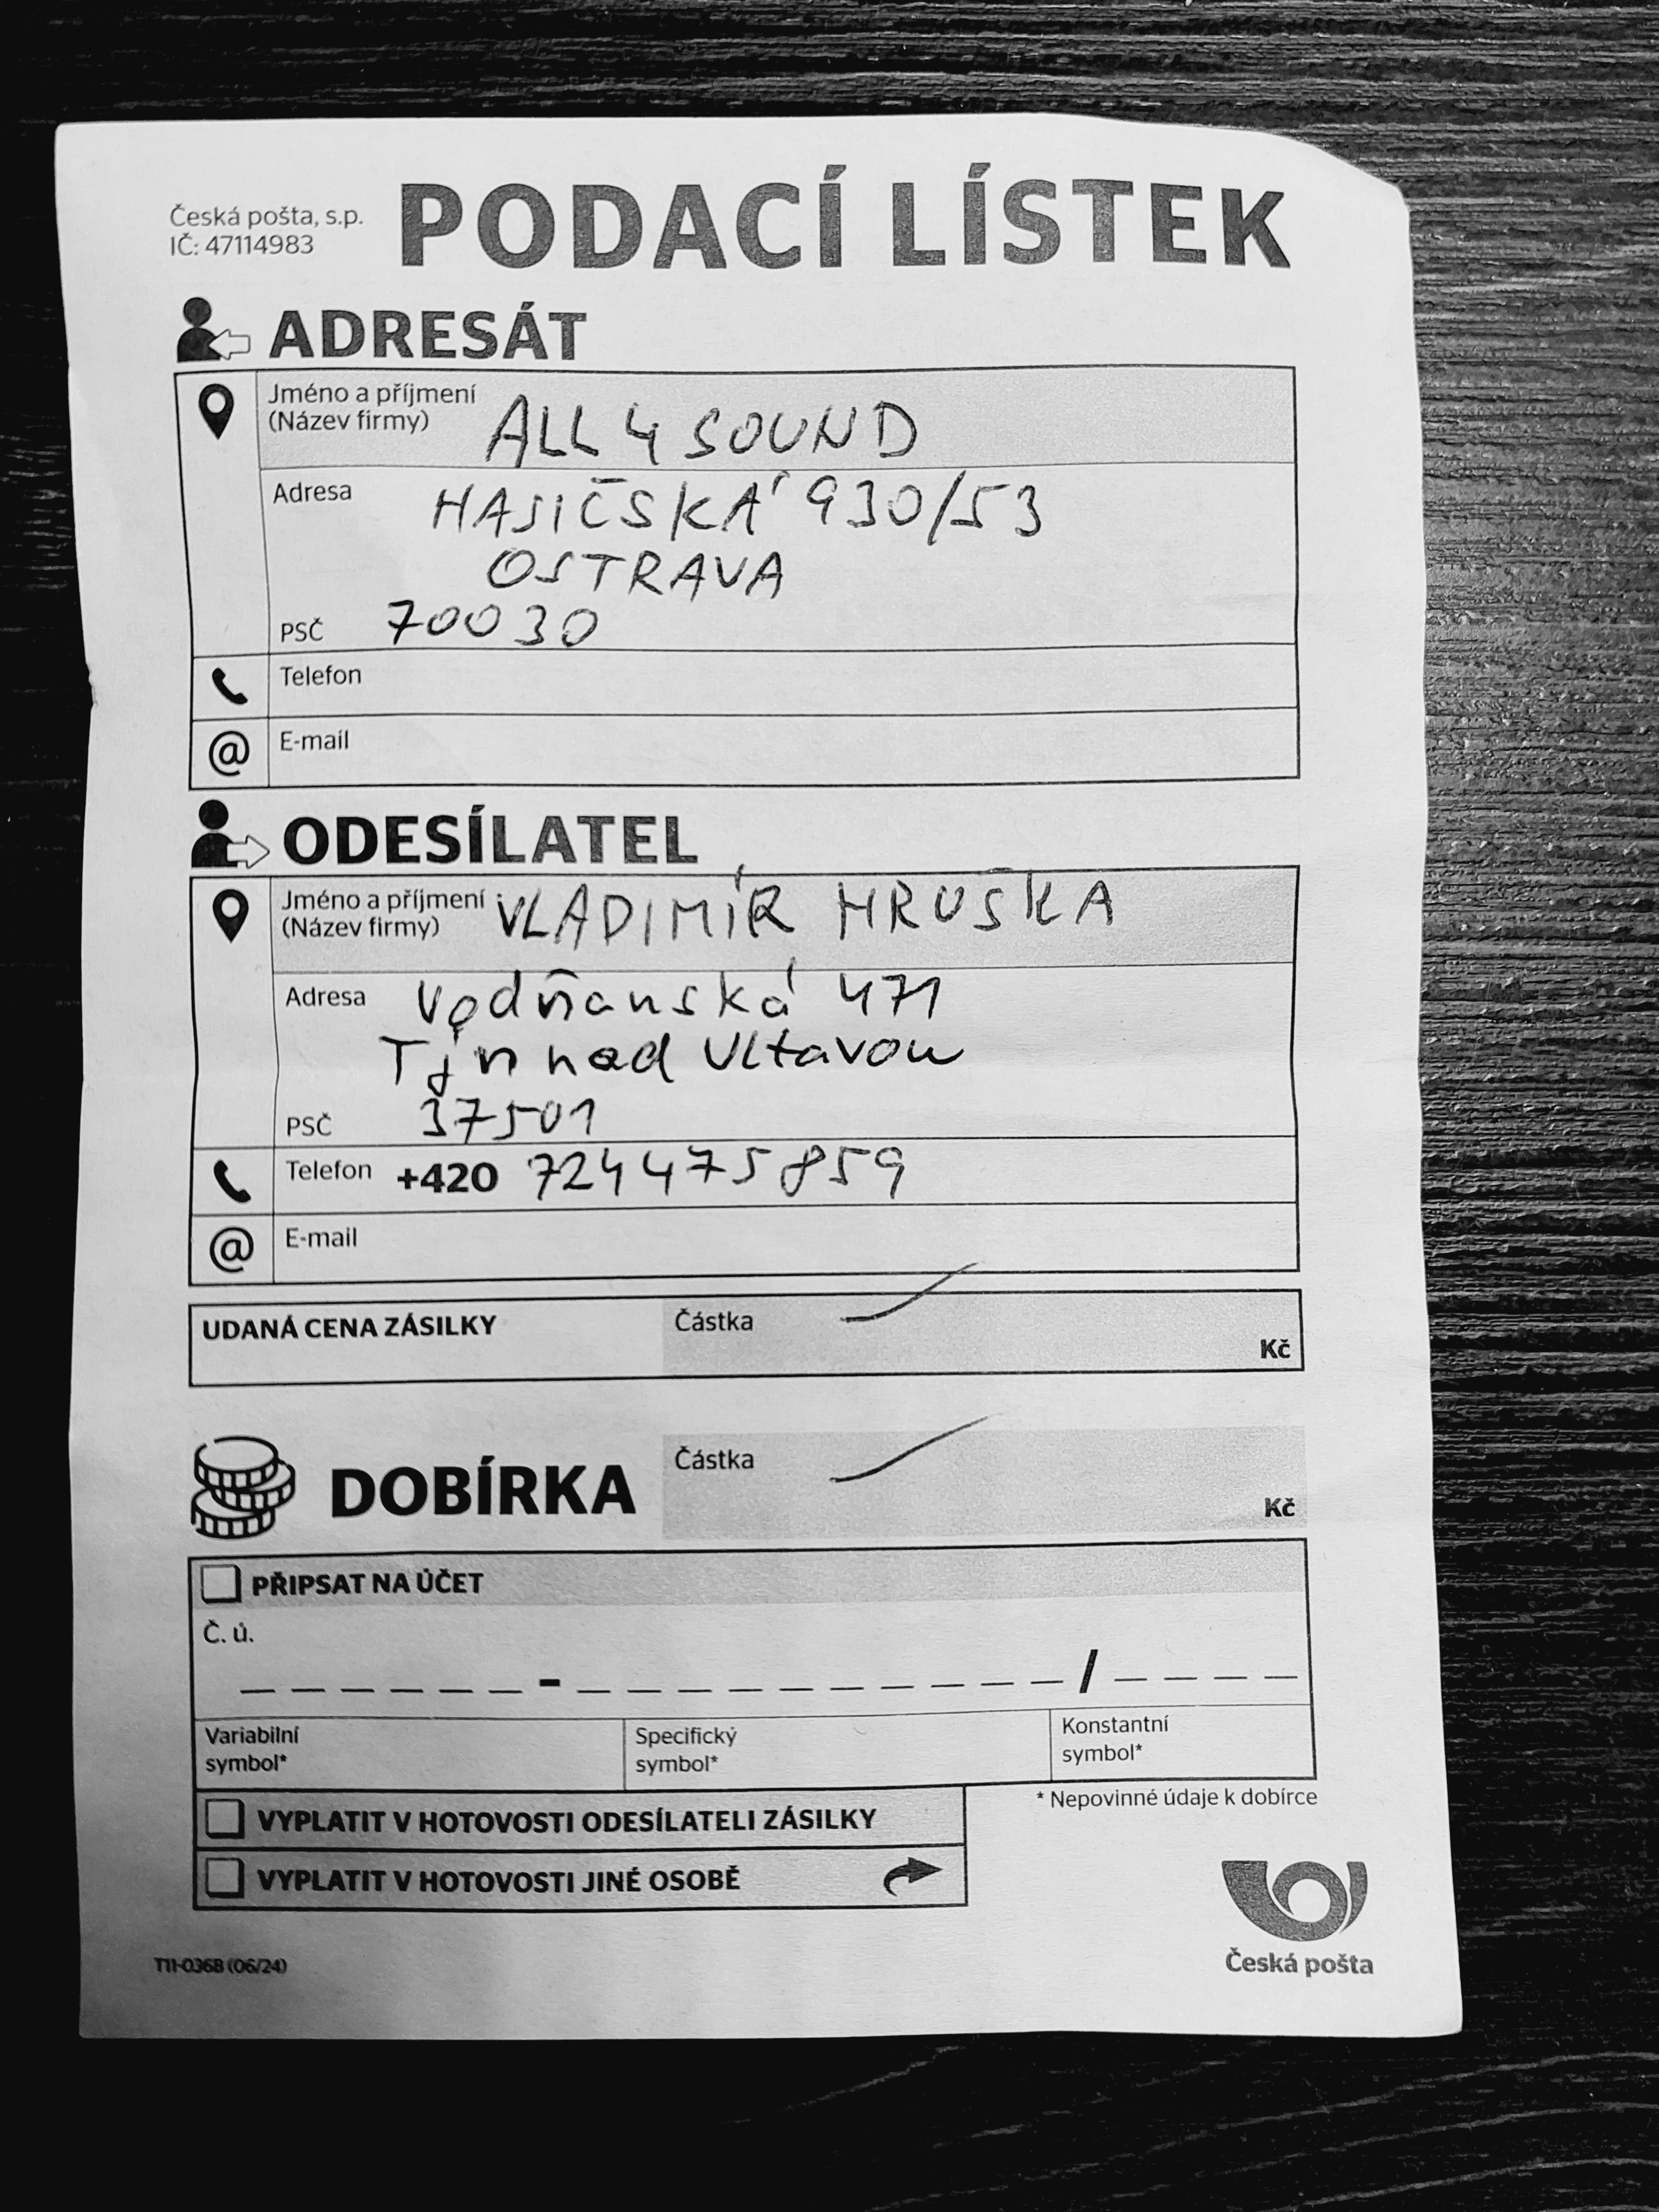 Česká pošta, s.p.
IČ: 47114983
PODACÍ LÍSTEK
ADRESÁT
Jméno a příjmení
(Název firmy)
ALL 4 SOUND
Adresa
HASIČSKÁ 930/53
OSTRAVA
PSČ 70030
Telefon
@ E-mail
ODESÍLATEL
Jméno a příjmení
(Název firmy)
VLADIMÍR HRUŠKA
Adresa Vodňanská 471
Týn nad Vltavou
PSČ 37501
Telefon +420 724475859
@ E-mail
UDANÁ CENA ZÁSILKY Částka Kč
DOBÍRKA Částka Kč
PŘIPSAT NA ÚČET
Č. ú.
- /
Variabilní
symbol*
Specifický
symbol*
Konstantní
symbol*
* Nepovinné údaje k dobírce
VYPLATIT V HOTOVOSTI ODESÍLATELI ZÁSILKY
VYPLATIT V HOTOVOSTI JINÉ OSOBĚ
T11-036B (06/24)
Česká pošta